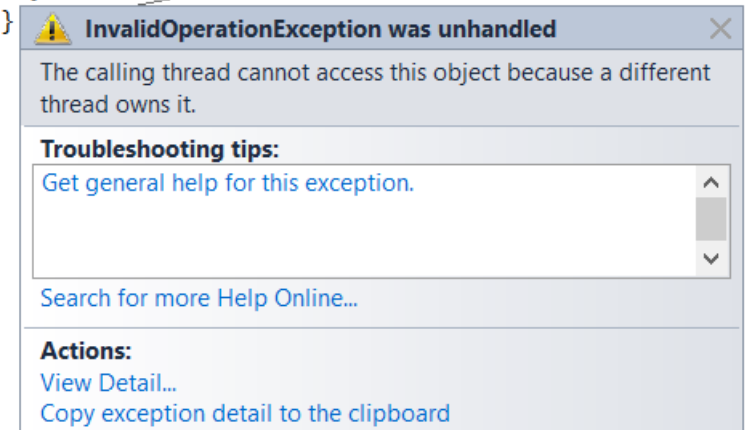 }
InvalidOperationException was unhandled
The calling thread cannot access this object because a different
thread owns it.
Troubleshooting tips:
Get general help for this exception.
Search for more Help Online...
Actions:
View Detail...
Copy exception detail to the clipboard